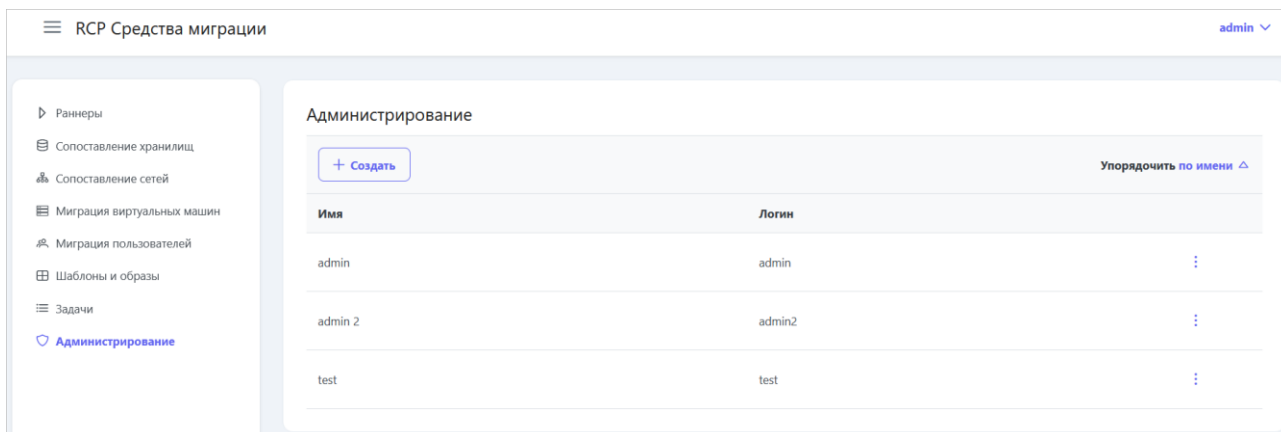 RCP Средства миграции
admin
Раннеры
Сопоставление хранилищ
Сопоставление сетей
Миграция виртуальных машин
Миграция пользователей
Шаблоны и образы
Задачи
Администрирование
Администрирование
+ Создать
Упорядочить по имени
Имя Логин
admin admin
admin 2 admin2
test test